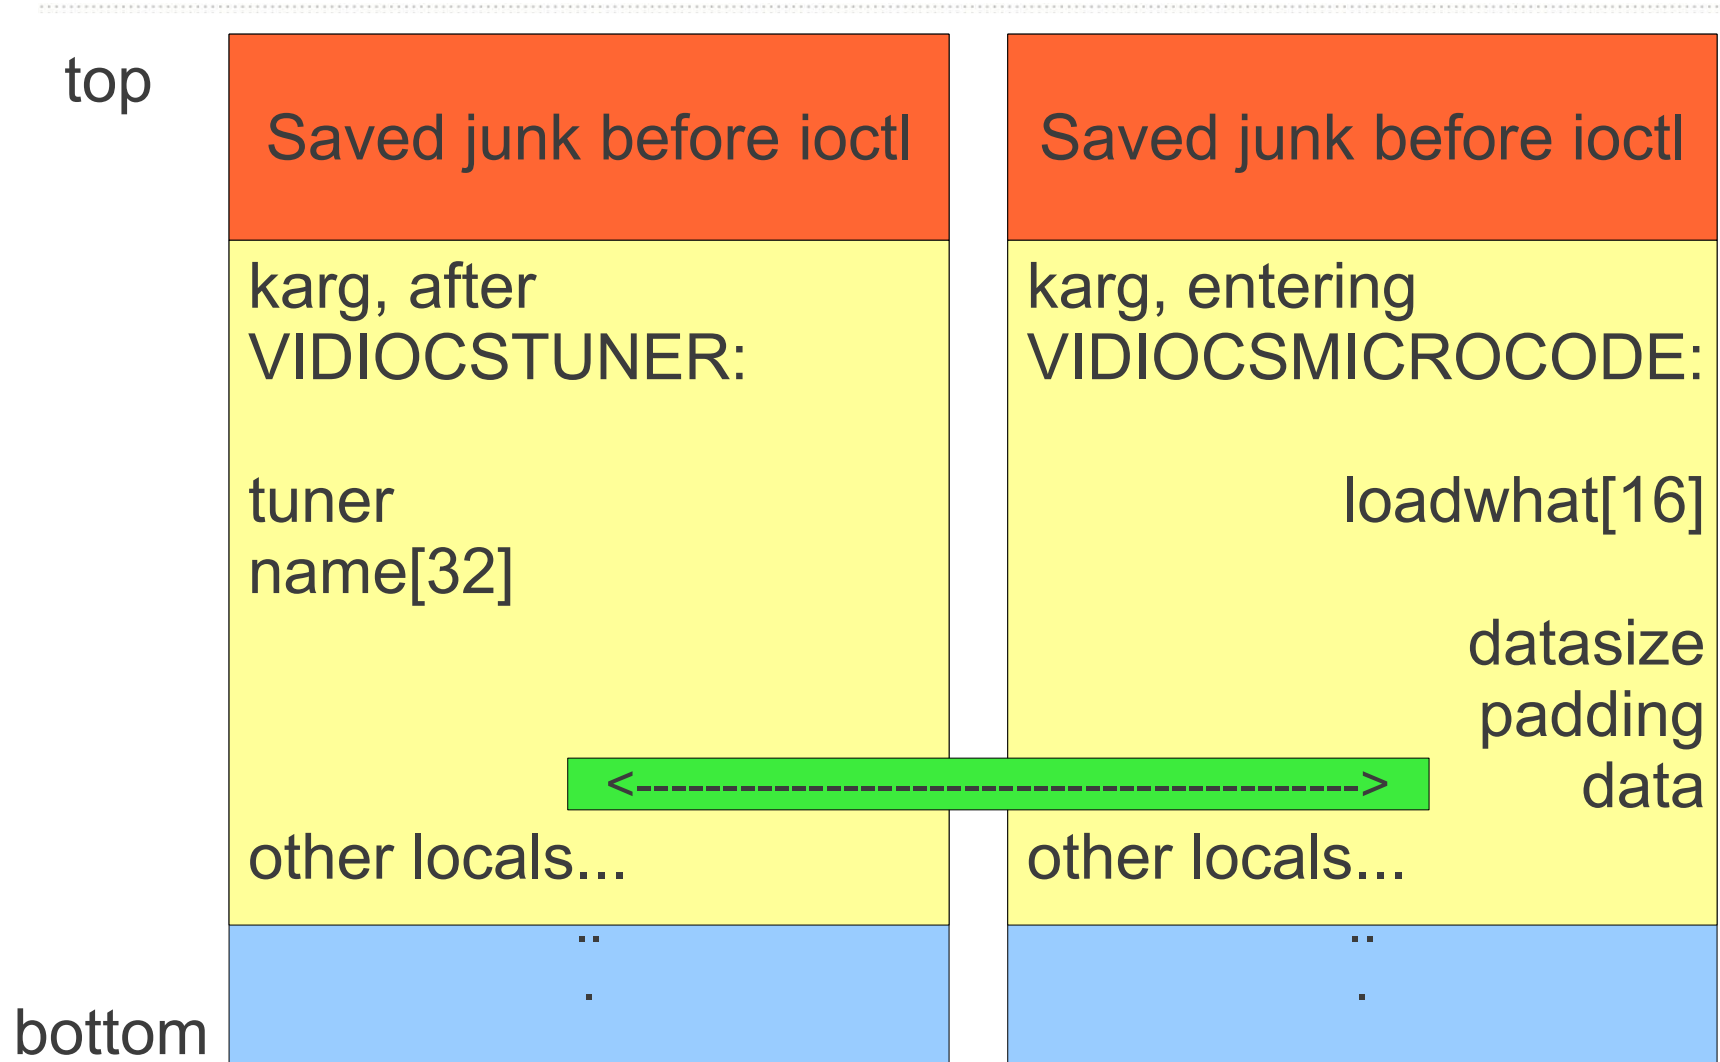 top
Saved junk before ioctl
karg, after
VIDIOCSTUNER:
tuner
name[32]
other locals...
..
.
Saved junk before ioctl
karg, entering
VIDIOCSMICROCODE:
loadwhat[16]
datasize
padding
data
other locals...
..
.
<------------------------------------------>
bottom